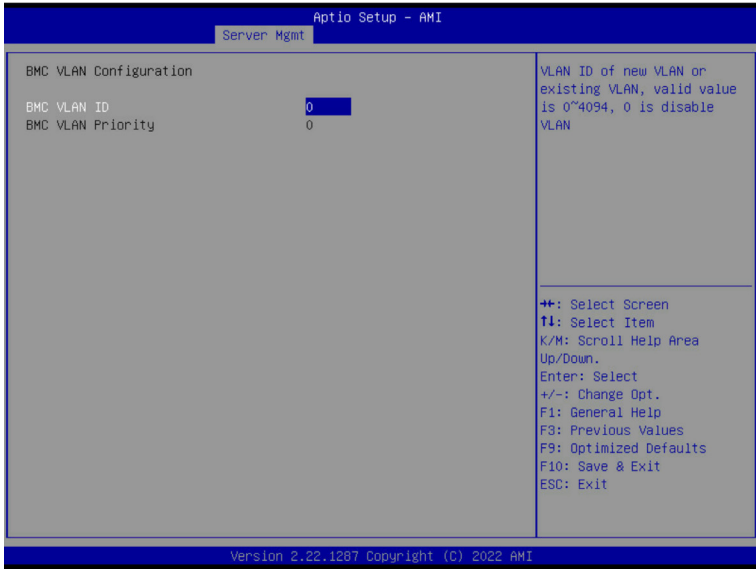 Aptio Setup – AMI
Server Mgmt
BMC VLAN Configuration
BMC VLAN ID 0
BMC VLAN Priority 0
VLAN ID of new VLAN or
existing VLAN, valid value
is 0~4094, 0 is disable
VLAN
→←: Select Screen
↑↓: Select Item
K/M: Scroll Help Area
Up/Down.
Enter: Select
+/-: Change Opt.
F1: General Help
F3: Previous Values
F9: Optimized Defaults
F10: Save & Exit
ESC: Exit
Version 2.22.1287 Copyright (C) 2022 AMI